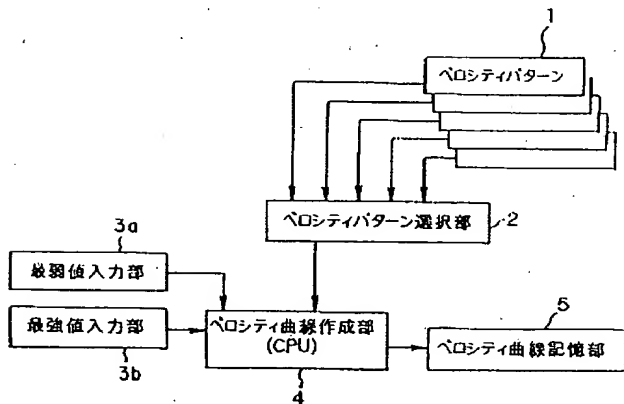 1
ベロシティパターン
ベロシティパターン選択部
2
3a
最弱値入力部
最強値入力部
3b
ベロシティ曲線作成部
(CPU)
4
5
ベロシティ曲線記憶部